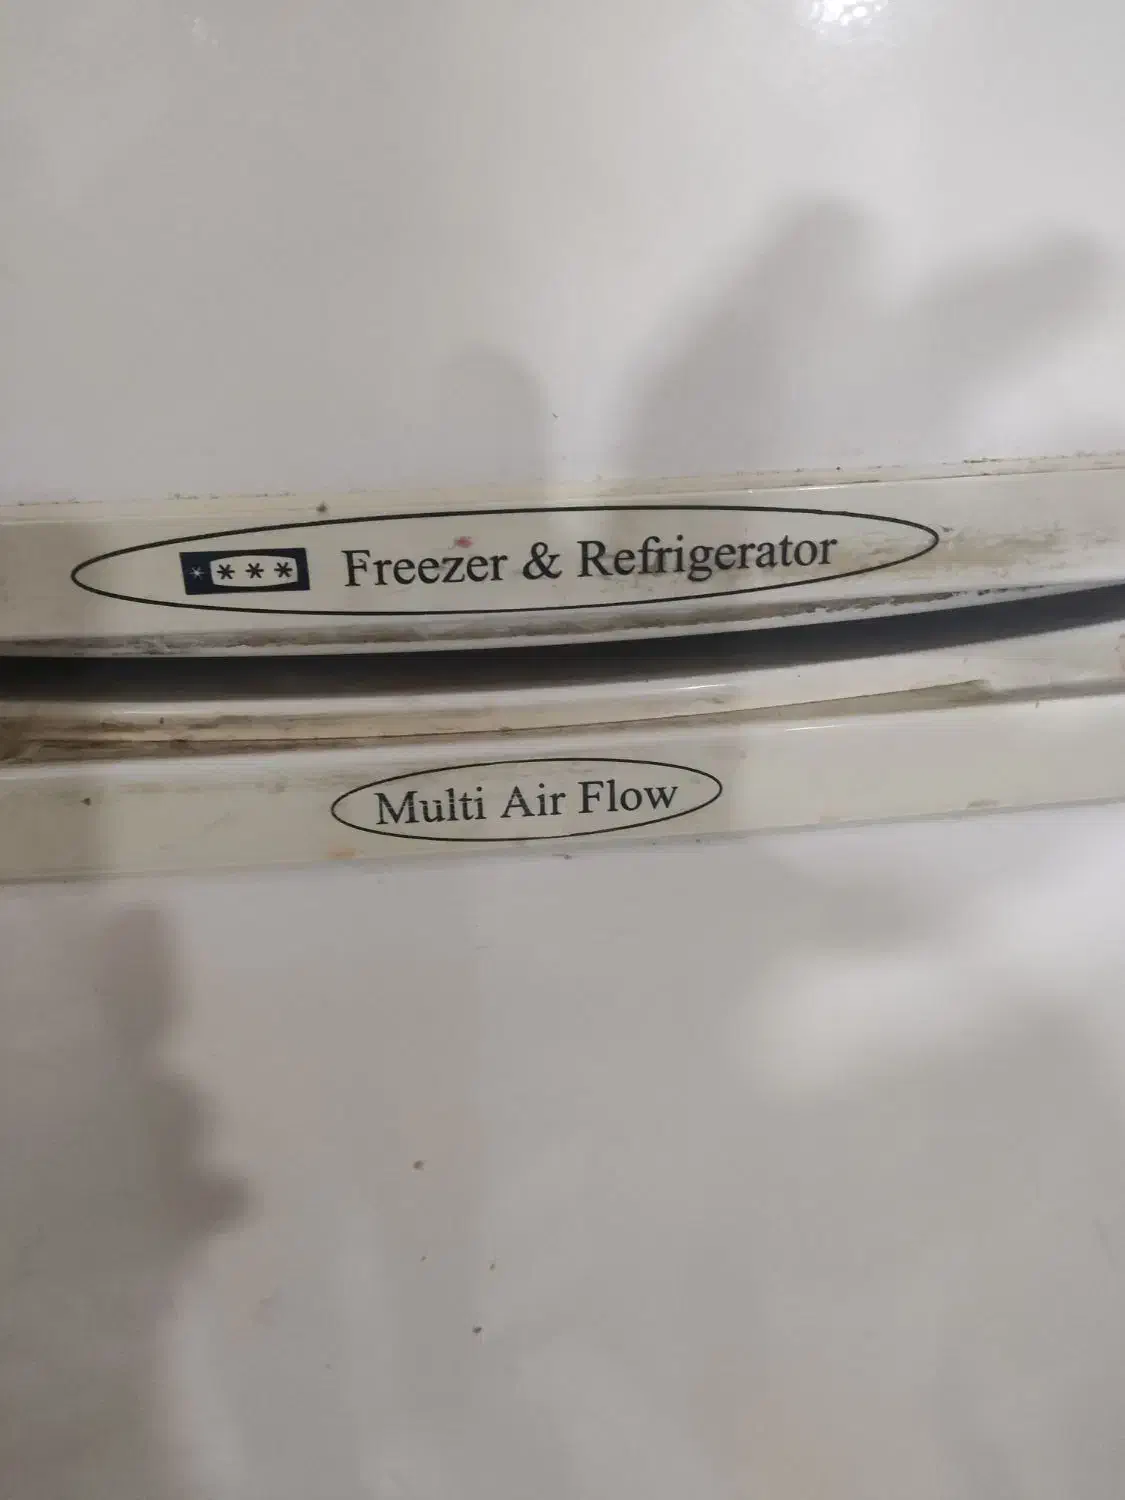 **** Freezer & Refrigerator
Multi Air Flow